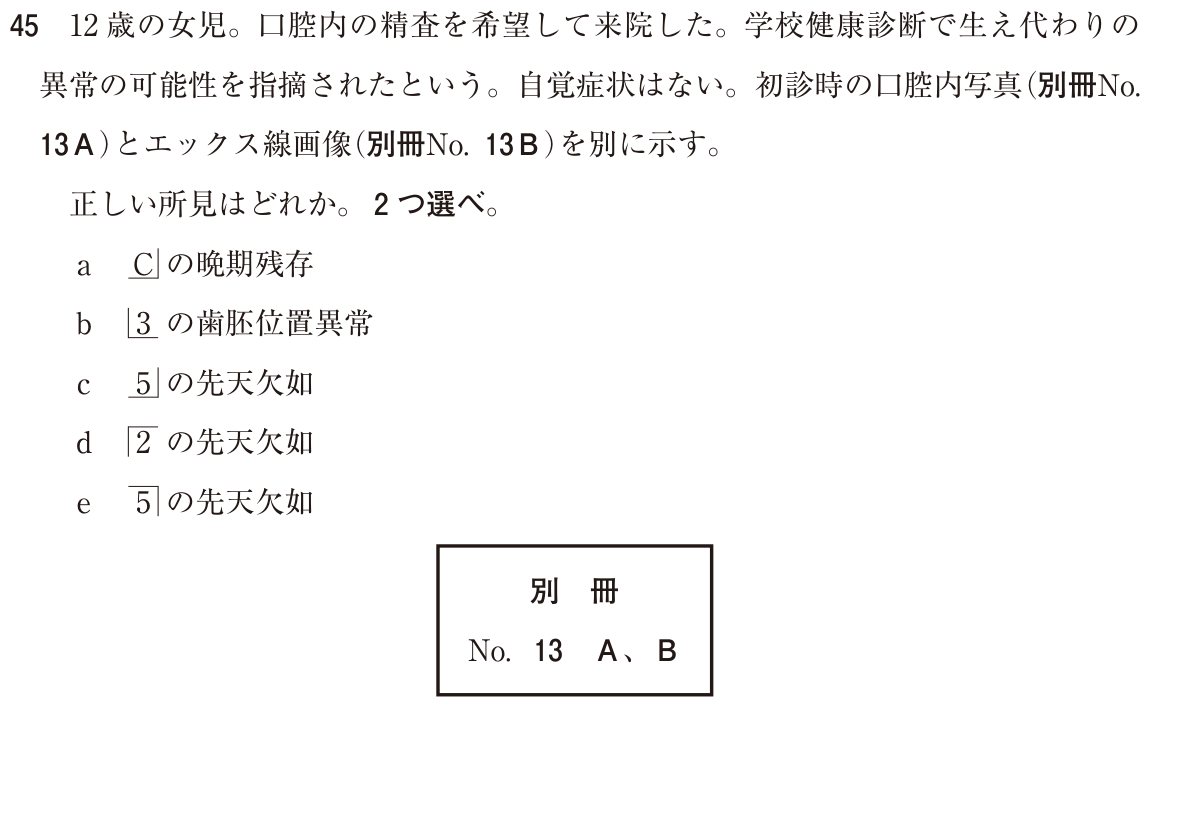 45 12歳の女児。口腔内の精査を希望して来院した。学校健康診断で生え代わりの
異常の可能性を指摘されたという。自覚症状はない。初診時の口腔内写真(別冊No.
13A)とエックス線画像(別冊No. 13B)を別に示す。
正しい所見はどれか。2つ選べ。
a C の晩期残存
b 3 の歯胚位置異常
c 5 の先天欠如
d 2 の先天欠如
e 5 の先天欠如
別 冊
No. 13 A、B